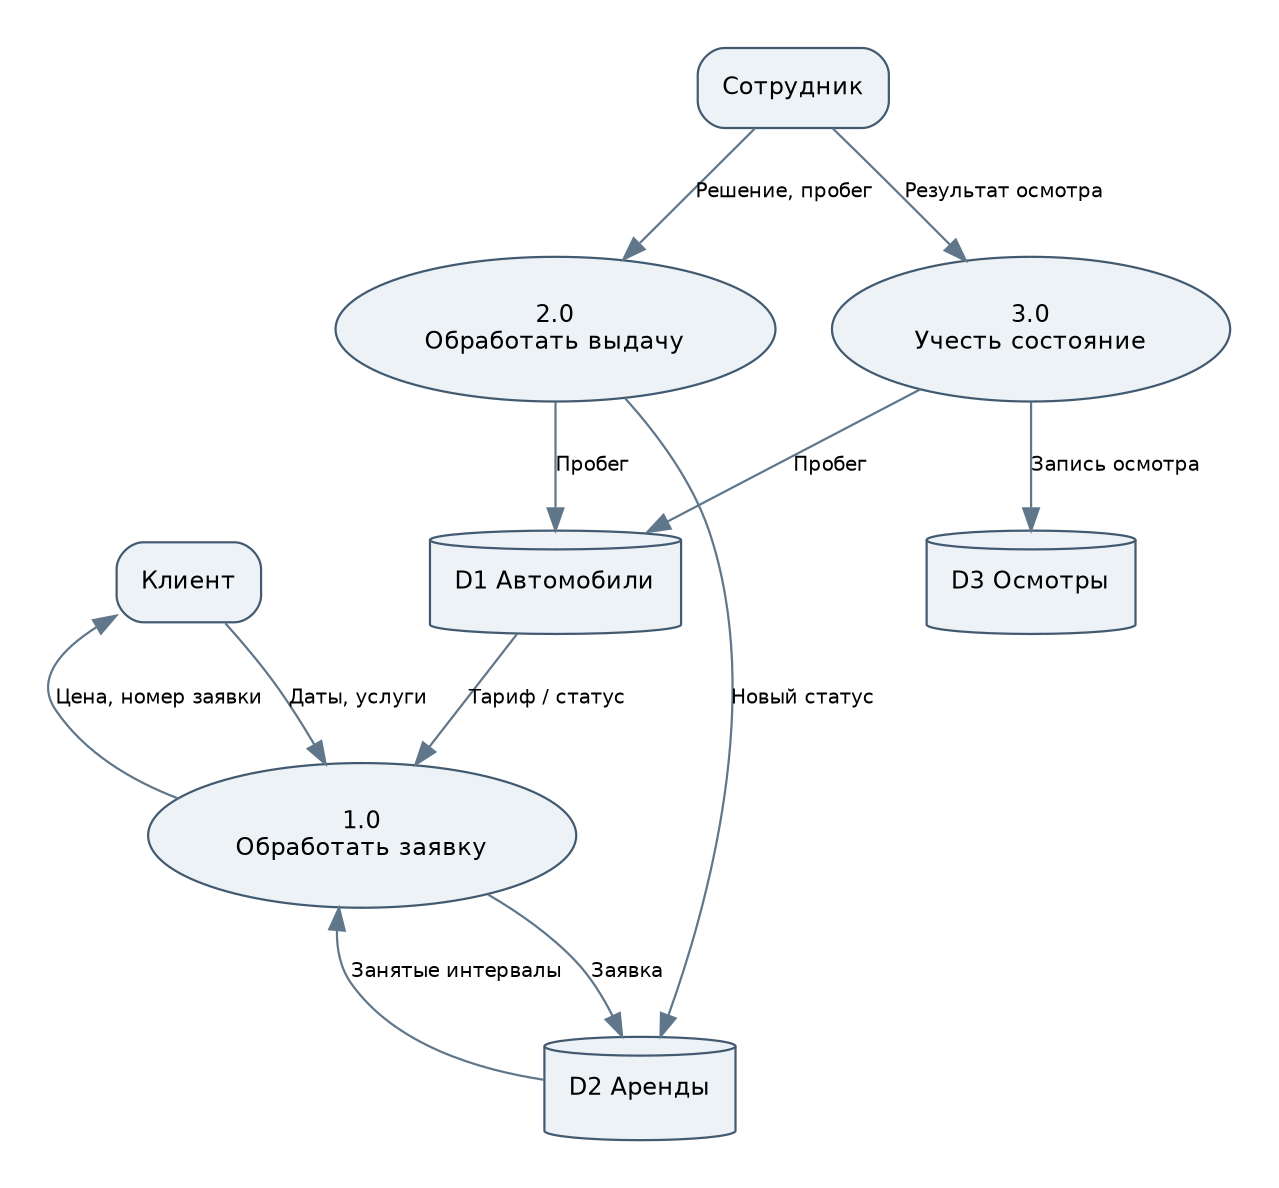 Сотрудник
Решение, пробег
Результат осмотра
2.0
Обработать выдачу
3.0
Учесть состояние
Пробег
Пробег
Запись осмотра
Клиент
D1 Автомобили
D3 Осмотры
Цена, номер заявки
Даты, услуги
Тариф / статус
Новый статус
1.0
Обработать заявку
Занятые интервалы
Заявка
D2 Аренды